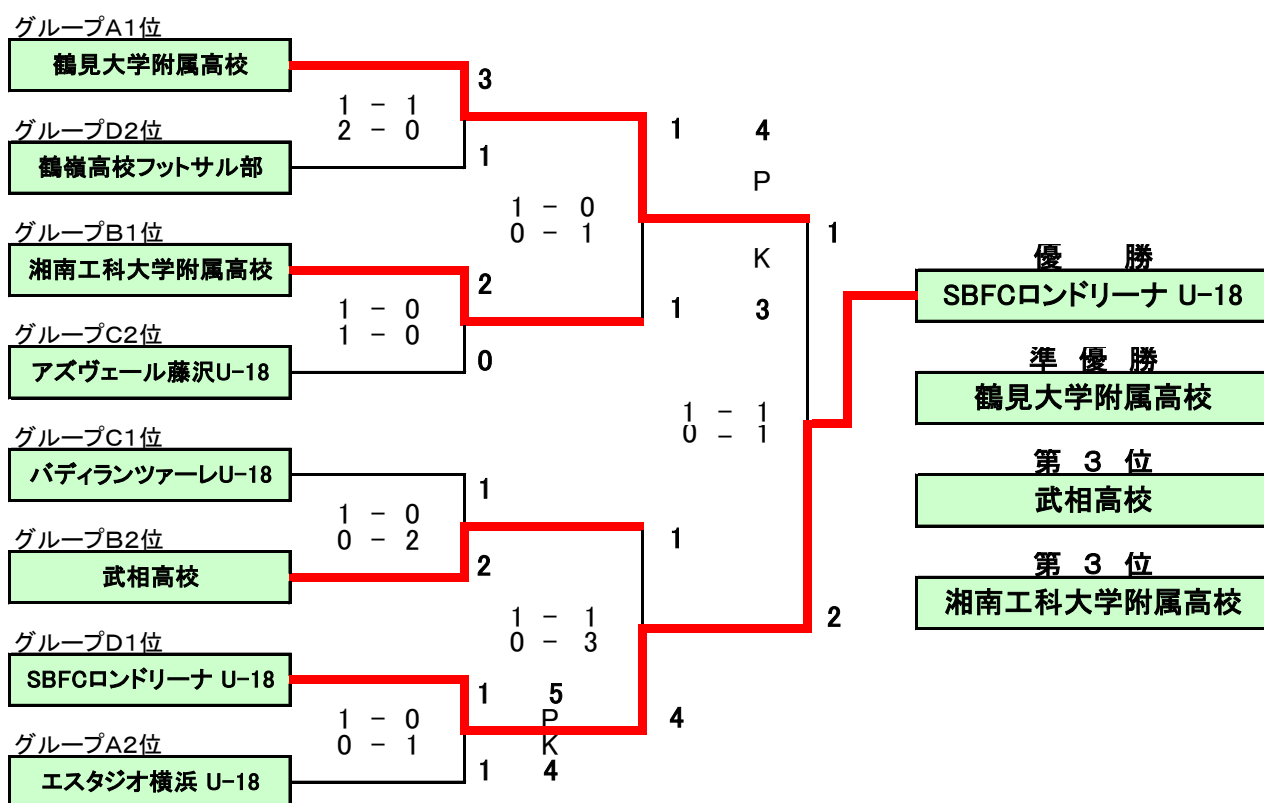 グループA1位
鶴見大学附属高校
3
1 - 1
2 - 0
グループD2位
鶴嶺高校フットサル部
1
1 4
P
K
1 3
1 - 0
0 - 1
グループB1位
湘南工科大学附属高校
2
1 - 0
1 - 0
グループC2位
アズヴェール藤沢U-18
0
1
1 - 1
0 - 1
2
グループC1位
バディランツァーレU-18
1
1 - 0
0 - 2
グループB2位
武相高校
2
1
1 - 1
0 - 3
4
グループD1位
SBFCロンドリーナ U-18
1 5
P
K
1 4
1 - 0
0 - 1
グループA2位
エスタジオ横浜 U-18
優 勝
SBFCロンドリーナ U-18
準 優 勝
鶴見大学附属高校
第 3 位
武相高校
第 3 位
湘南工科大学附属高校